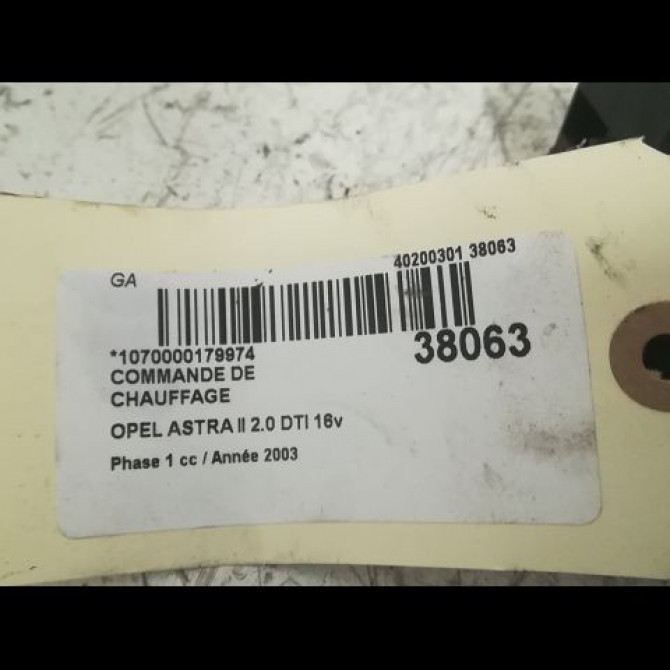 GA
40200301 38063
*1070000179974
38063
COMMANDE DE
CHAUFFAGE
OPEL ASTRA II 2.0 DTI 16v
Phase 1 cc / Année 2003